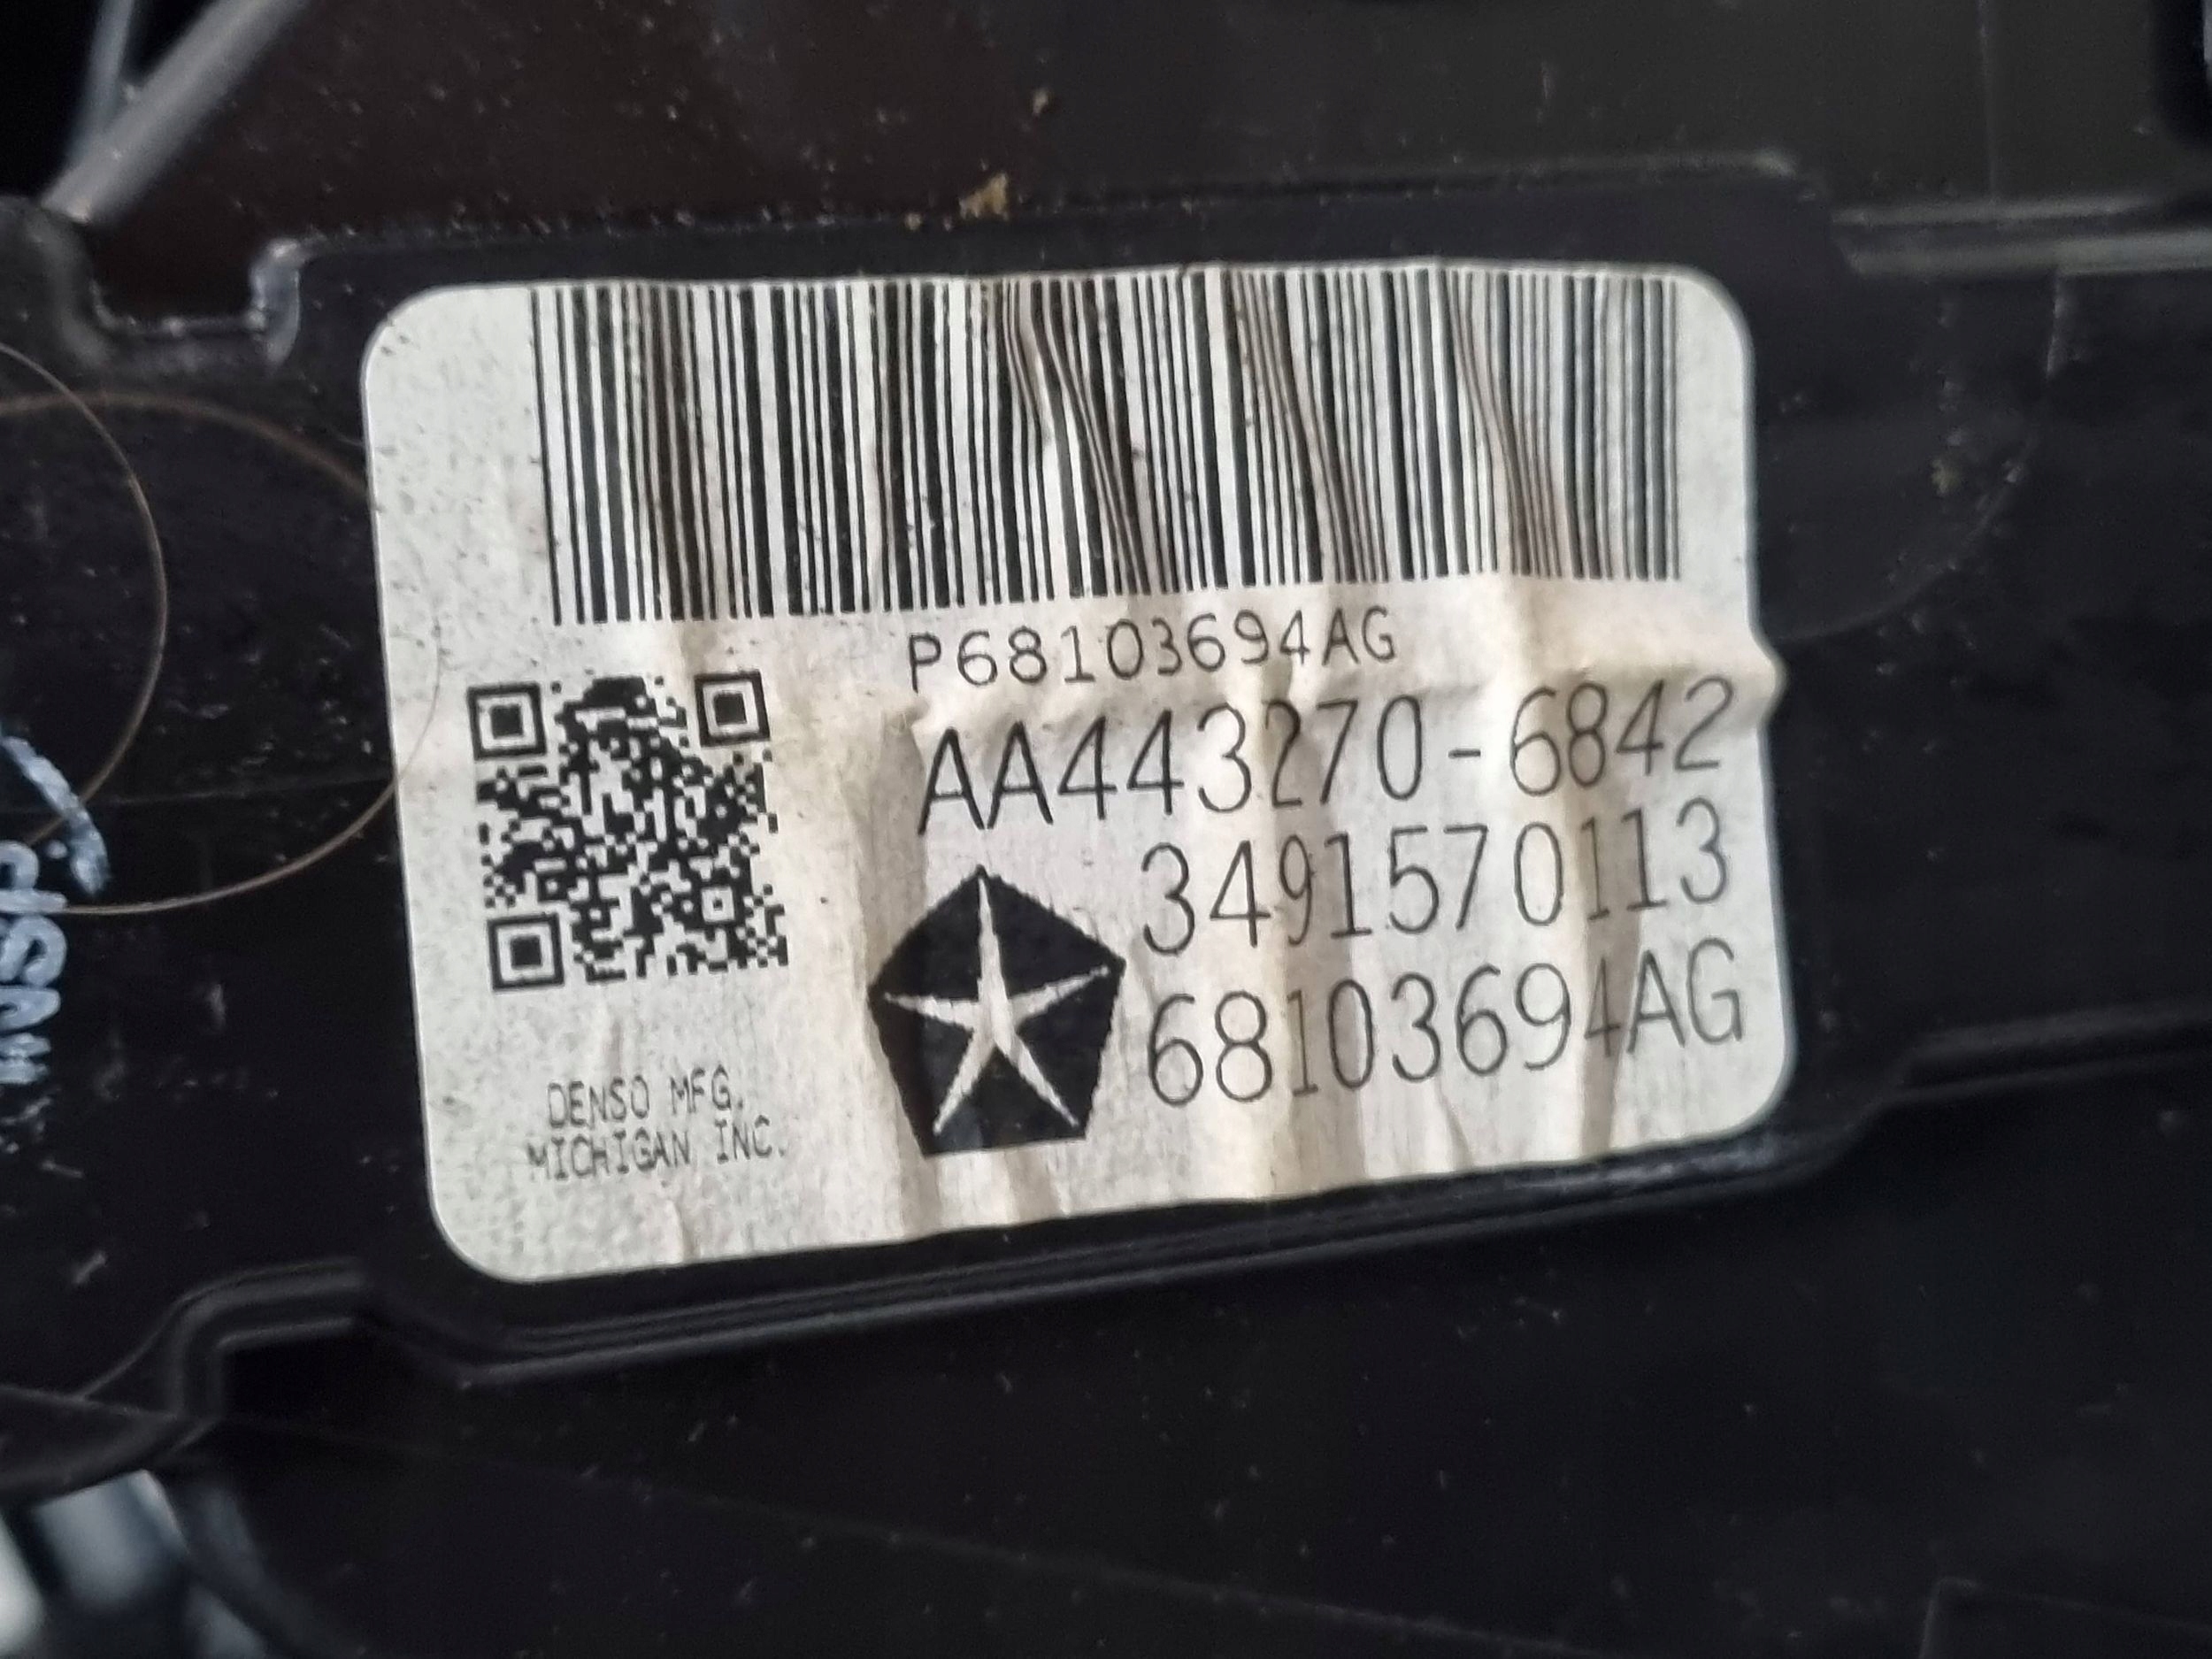 P68103694AG
AA443270-6842
3491570113
68103694AG
DENSO MFG.
MICHIGAN INC.